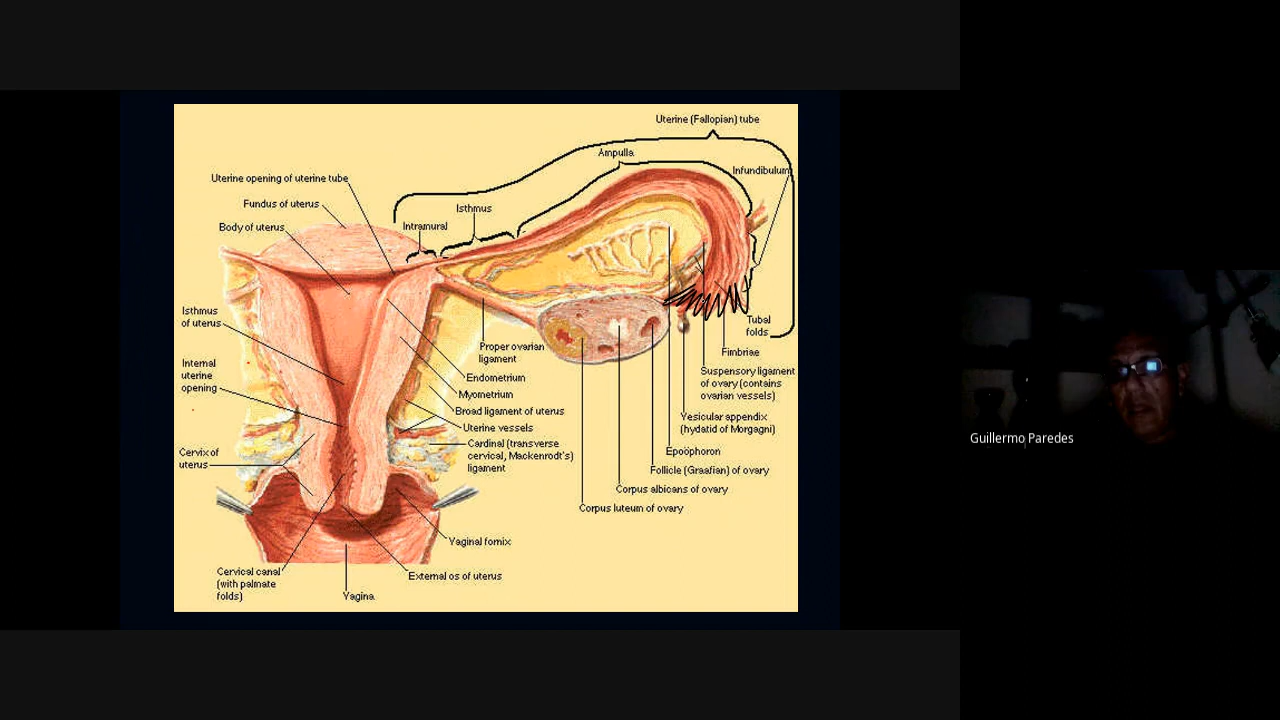 Uterine (Fallopian) tube
Ampulla
Infundibulum
Uterine opening of uterine tube
Fundus of uterus
Isthmus
Body of uterus
Intramural
Isthmus
of uterus
Tubal
folds
Proper ovarian
ligament
Fimbriae
Internal
uterine
opening
Endometrium
Suspensory ligament
of ovary (contains
ovarian vessels)
Myometrium
Broad ligament of uterus
Vesicular appendix
(hydatid of Morgagni)
Uterine vessels
Cardinal (transverse
cervical, Mackenrodt's)
ligament
Guillermo Paredes
Cervix of
uterus
Epoöphoron
Follicle (Graafian) of ovary
Corpus albicans of ovary
Corpus luteum of ovary
Vaginal fornix
Cervical canal
(with palmate
folds)
External os of uterus
Vagina